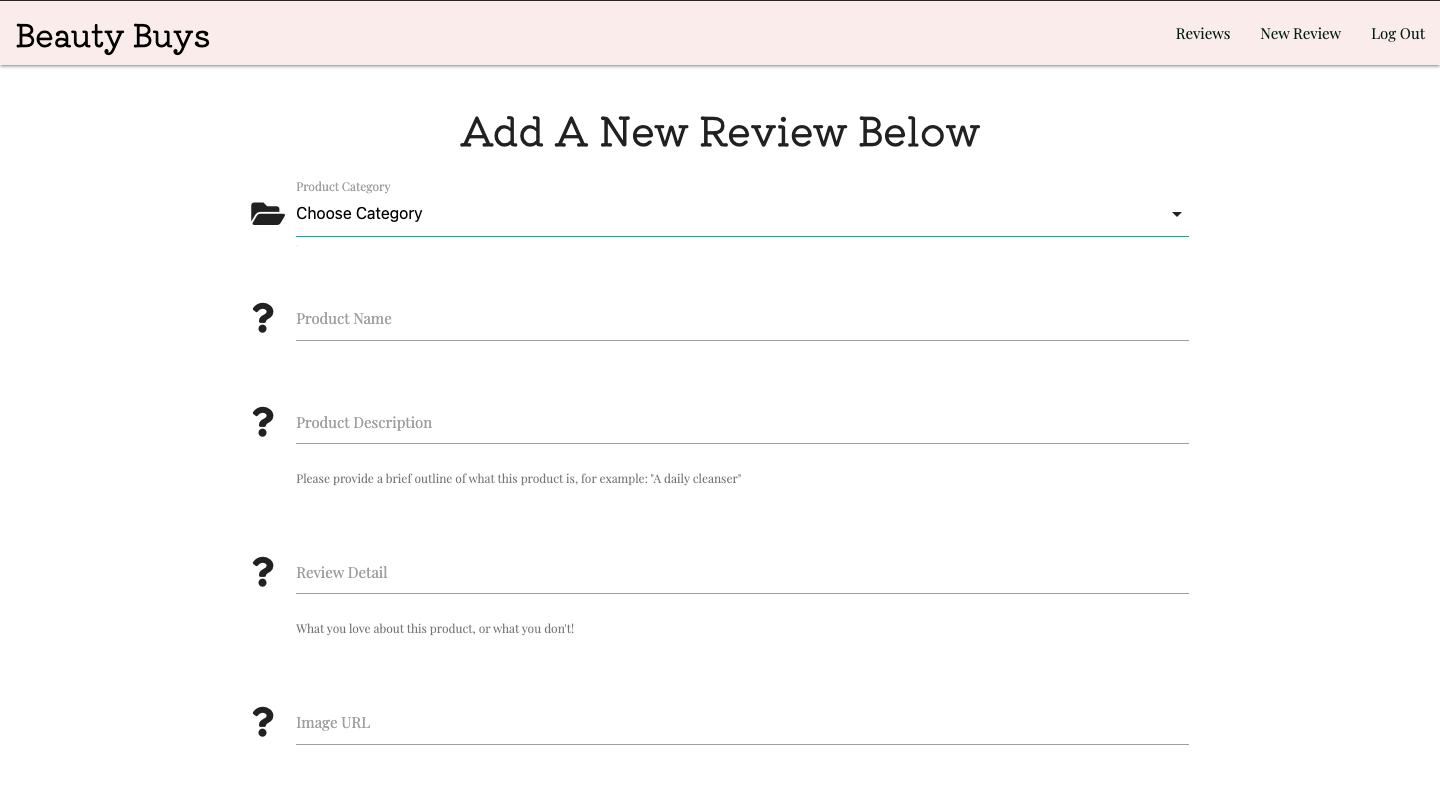 Beauty Buys
Reviews New Review Log Out
Add A New Review Below
Product Category
Choose Category
Product Name
Product Description
Please provide a brief outline of what this product is, for example: "A daily cleanser"
Review Detail
What you love about this product, or what you don't!
Image URL